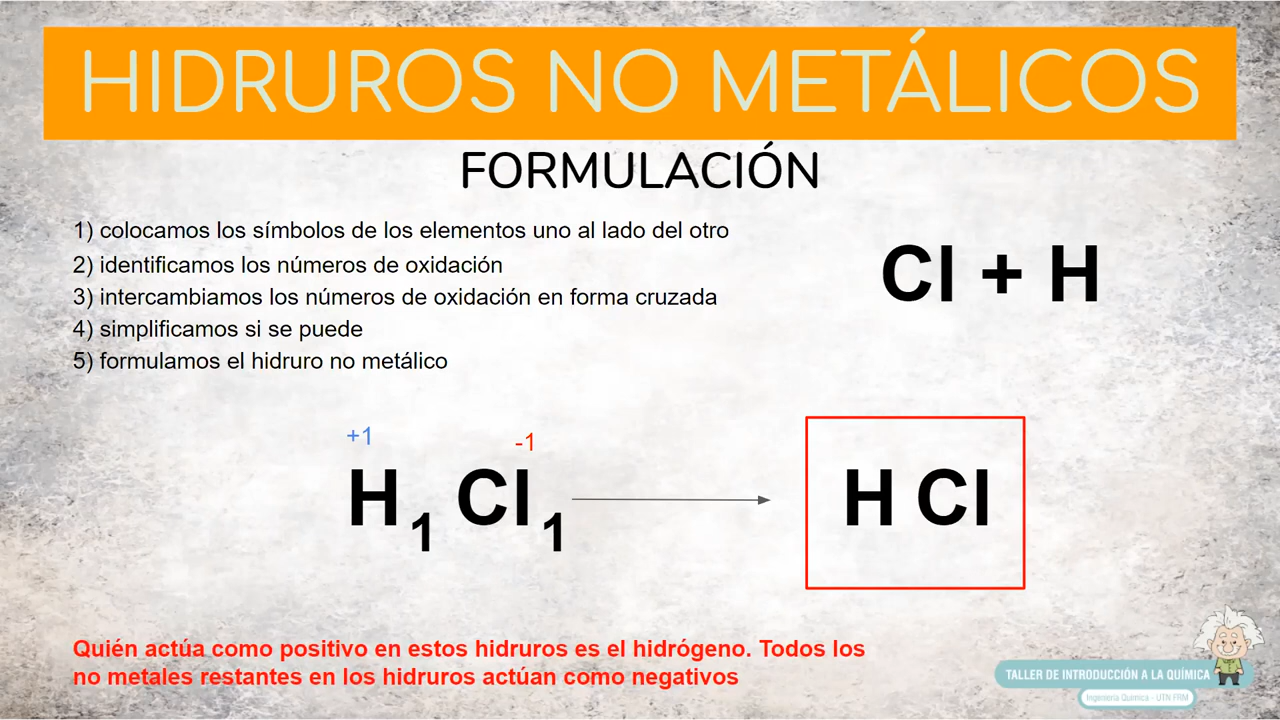 HIDRUROS NO METÁLICOS
FORMULACIÓN
1) colocamos los símbolos de los elementos uno al lado del otro
2) identificamos los números de oxidación
3) intercambiamos los números de oxidación en forma cruzada
4) simplificamos si se puede
5) formulamos el hidruro no metálico
Cl + H
+1 -1
H1 Cl1
H Cl
Quién actúa como positivo en estos hidruros es el hidrógeno. Todos los
no metales restantes en los hidruros actúan como negativos
TALLER DE INTRODUCCIÓN A LA QUÍMICA
Ingeniería Química - UTN FRM